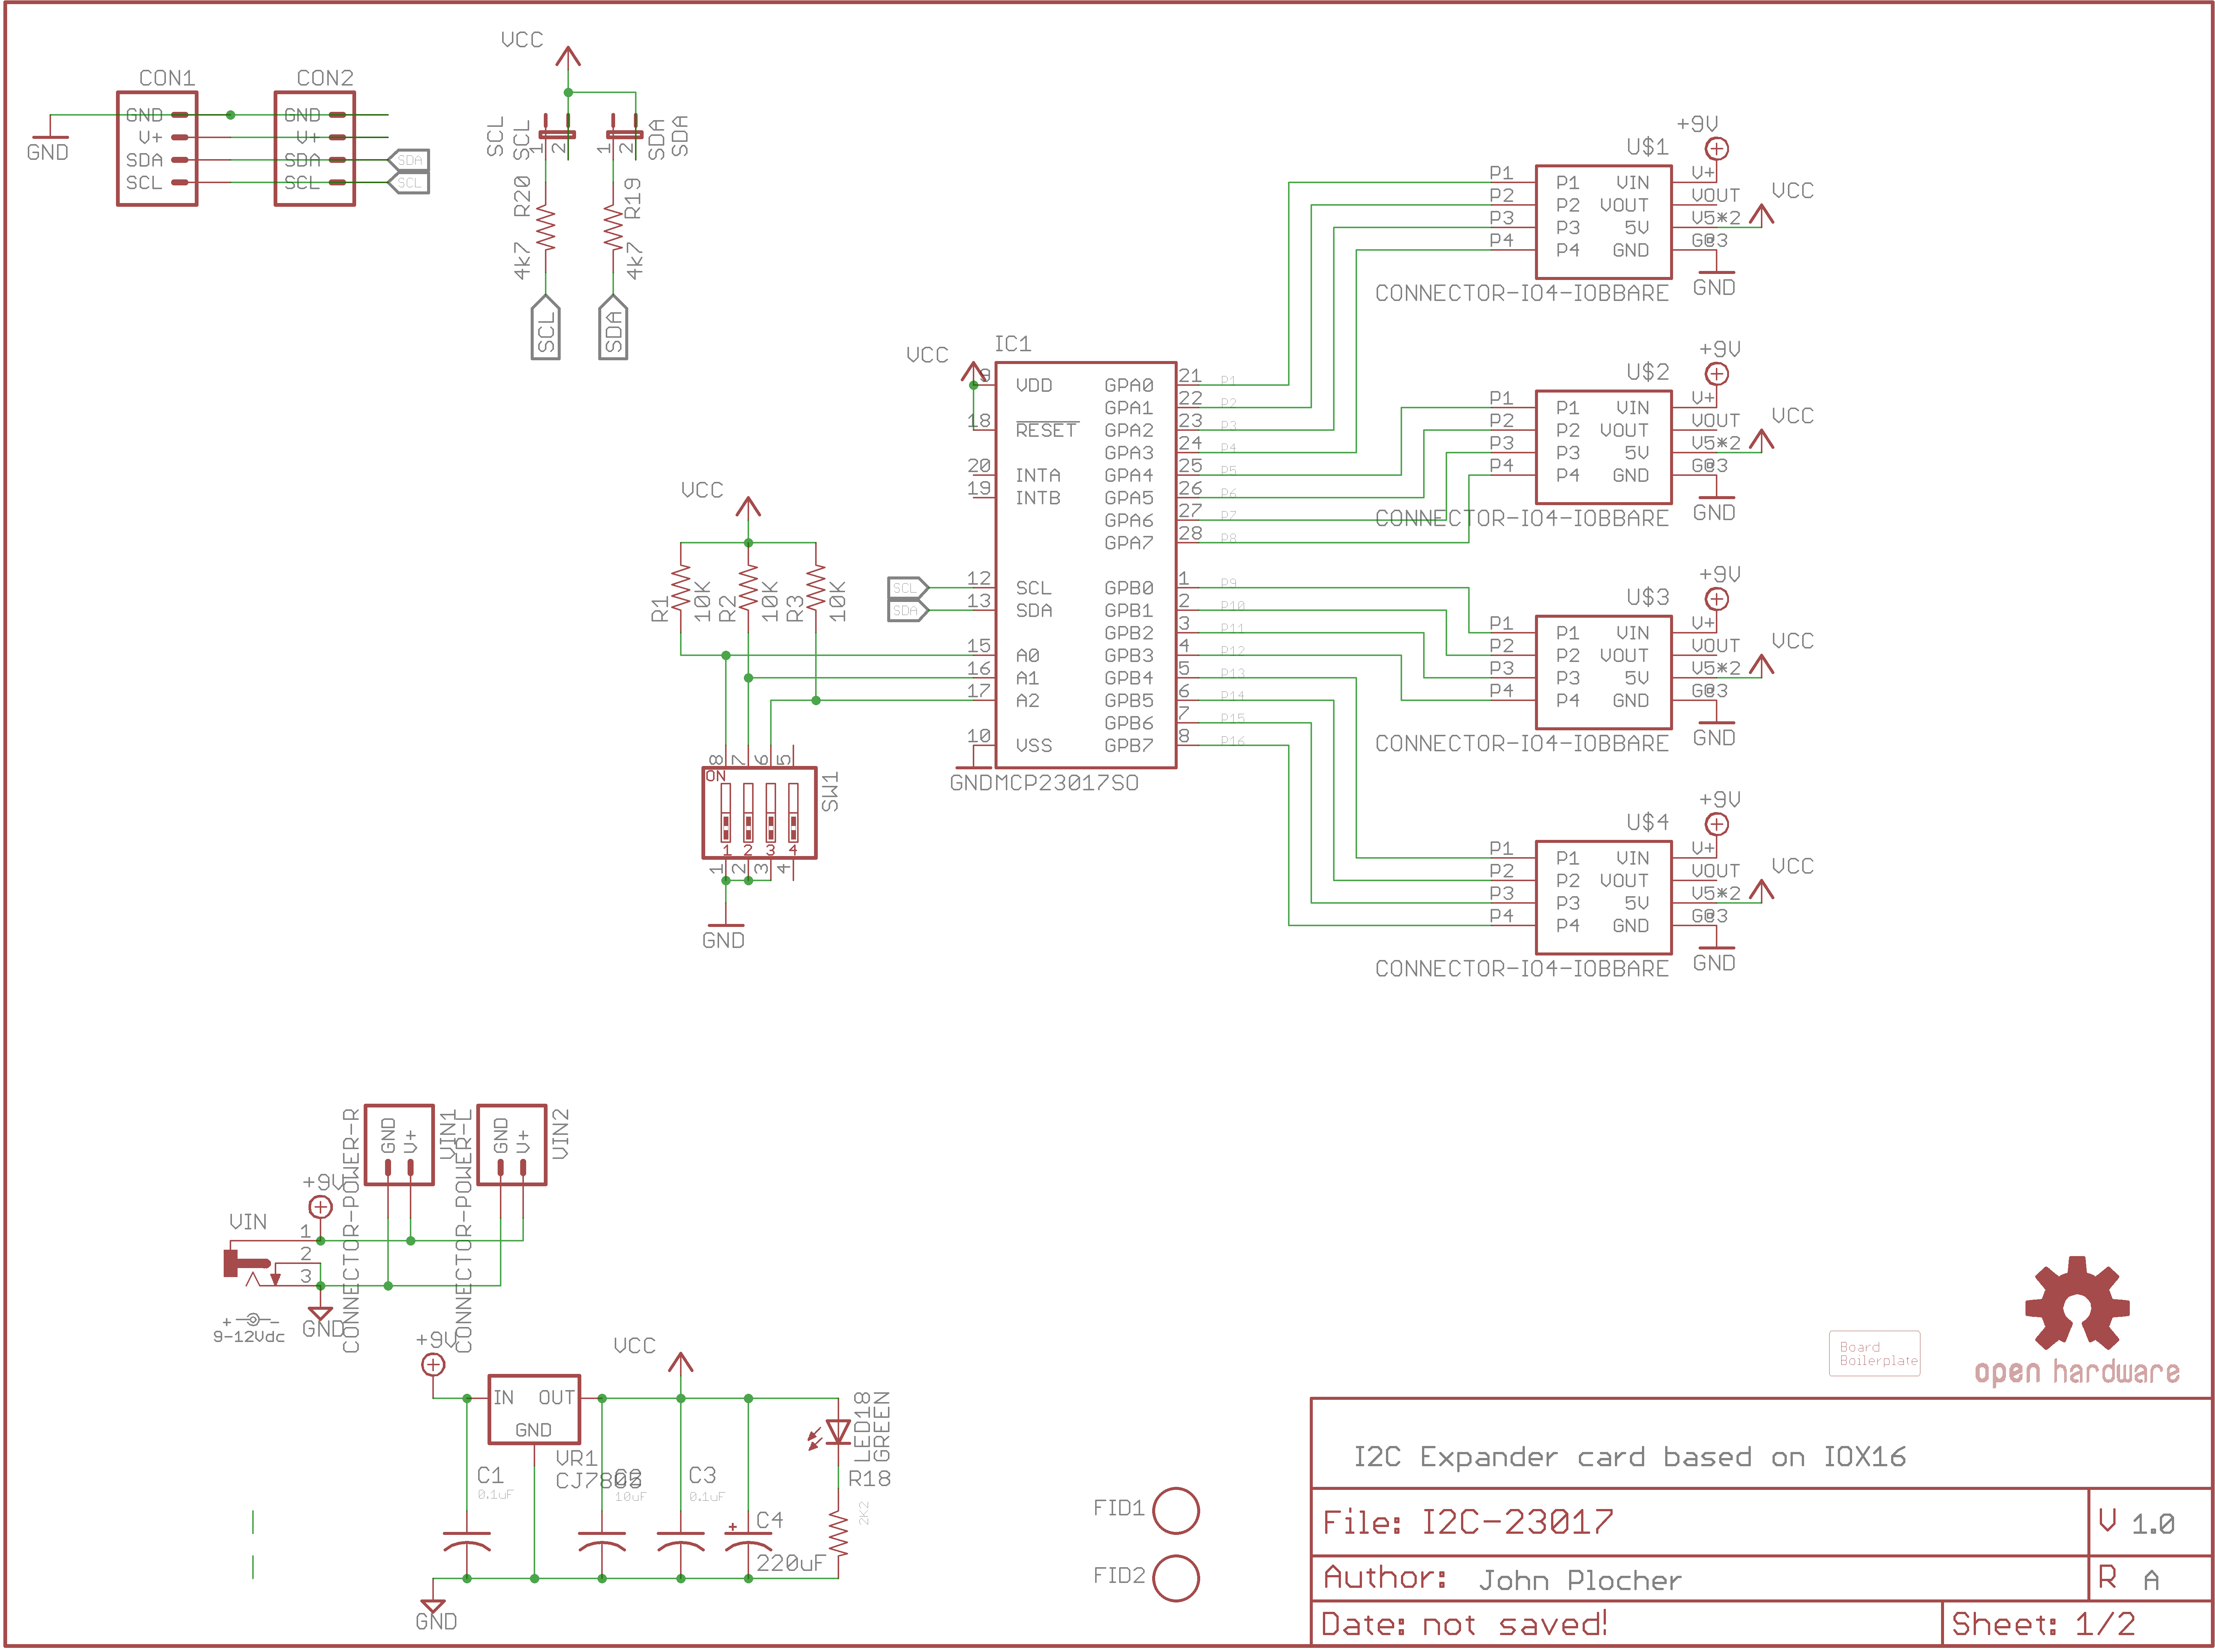 VCC
CON1
CON2
GND
V+
SDA
SCL
GND
V+
SDA
SCL
SDA
SCL
GND
SCL
SCL
1
2
1
2
SDA
SDA
R20
4k7
R19
4k7
SCL
SDA
+9V
U$1
P1 P1 VIN V+
P2 P2 VOUT VOUT
P3 P3 5V V5*2
P4 P4 GND G@3
VCC
CONNECTOR-IO4-IOBBARE
GND
+9V
U$2
P1 P1 VIN V+
P2 P2 VOUT VOUT
P3 P3 5V V5*2
P4 P4 GND G@3
VCC
CONNECTOR-IO4-IOBBARE
GND
+9V
U$3
P1 P1 VIN V+
P2 P2 VOUT VOUT
P3 P3 5V V5*2
P4 P4 GND G@3
VCC
CONNECTOR-IO4-IOBBARE
GND
+9V
U$4
P1 P1 VIN V+
P2 P2 VOUT VOUT
P3 P3 5V V5*2
P4 P4 GND G@3
VCC
CONNECTOR-IO4-IOBBARE
GND
VCC
IC1
9 VDD GPA0 21 P1
GPA1 22 P2
18 RESET GPA2 23 P3
GPA3 24 P4
20 INTA GPA4 25 P5
19 INTB GPA5 26 P6
GPA6 27 P7
GPA7 28 P8
SCL 12 SCL GPB0 1 P9
SDA 13 SDA GPB1 2 P10
GPB2 3 P11
15 A0 GPB3 4 P12
16 A1 GPB4 5 P13
17 A2 GPB5 6 P14
GPB6 7 P15
10 VSS GPB7 8 P16
GND
MCP23017SO
VCC
R1
10K
R2
10K
R3
10K
8 7 6 5
ON
1 2 3 4
1 2 3 4
SW1
GND
GND
V+
VIN1
CONNECTOR-POWER-R
GND
V+
VIN2
CONNECTOR-POWER-L
+9V
VIN
1
2
3
+ -
9-12Vdc
GND
+9V
VCC
IN OUT
GND
VR1
CJ7805
C1
0.1uF
C2
10uF
C3
0.1uF
C4
+
220uF
LED18
GREEN
R18
2K2
GND
FID1
FID2
Board
Boilerplate
open hardware
I2C Expander card based on IOX16
File: I2C-23017
V 1.0
Author: John Plocher
R A
Date: not saved!
Sheet: 1/2